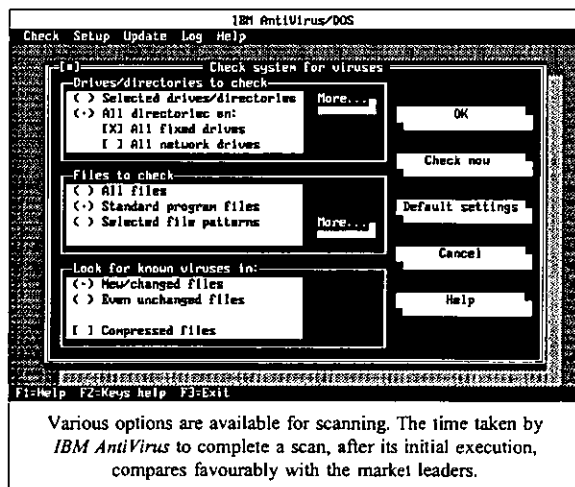 IBM AntiVirus/DOS
Check Setup Update Log Help
[■] Check system for viruses
Drives/directories to check
( ) Selected drives/directories More...
(·) All directories on:
[X] All fixed drives
[ ] All network drives
OK
Check now
Files to check
( ) All files
(·) Standard program files
( ) Selected file patterns More...
Default settings
Cancel
Look for known viruses in:
(·) New/changed files
( ) Even unchanged files
[ ] Compressed files
Help
F1=Help F2=Keys help F3=Exit
Various options are available for scanning. The time taken by
IBM AntiVirus to complete a scan, after its initial execution,
compares favourably with the market leaders.